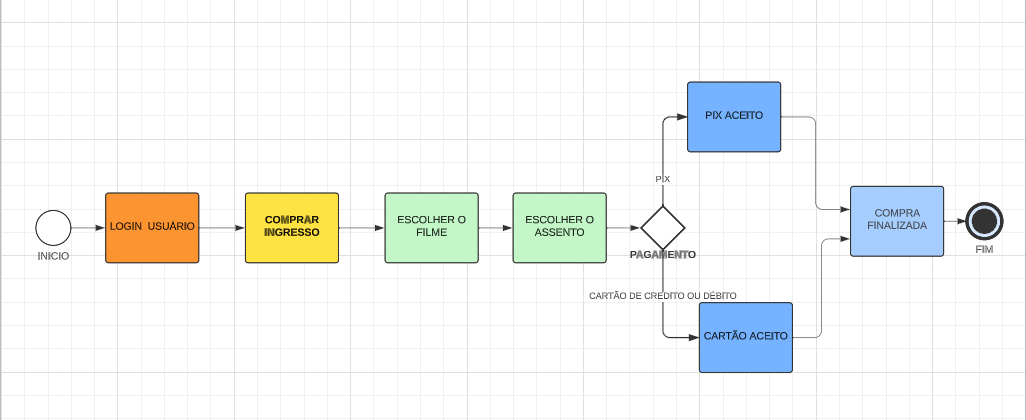 INICIO
LOGIN USUÁRIO
COMPRAR
INGRESSO
ESCOLHER O
FILME
ESCOLHER O
ASSENTO
PAGAMENTO
PIX
PIX ACEITO
CARTÃO DE CREDITO OU DÉBITO
CARTÃO ACEITO
COMPRA
FINALIZADA
FIM